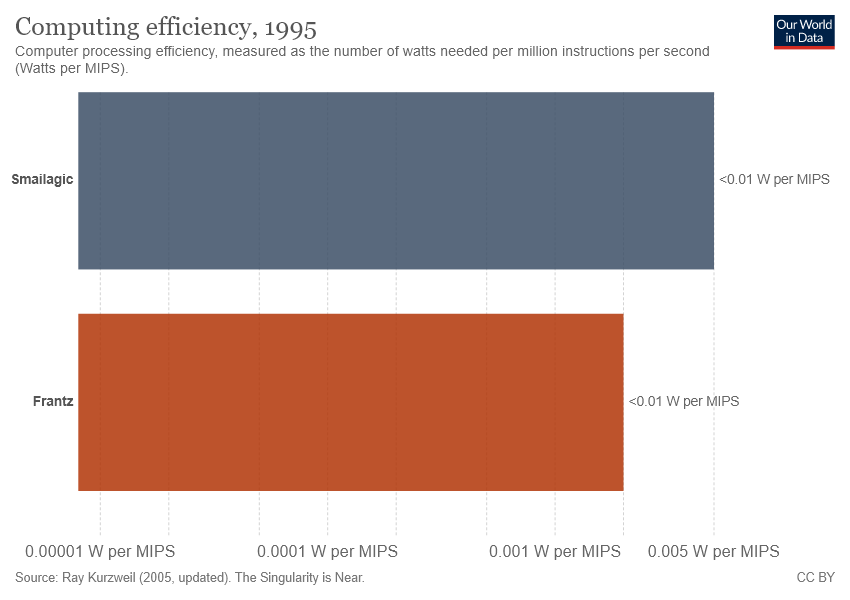 Computing efficiency, 1995
Our World
in Data
Computer processing efficiency, measured as the number of watts needed per million instructions per second
(Watts per MIPS).
Smailagic
<0.01 W per MIPS
Frantz
<0.01 W per MIPS
0.00001 W per MIPS 0.0001 W per MIPS 0.001 W per MIPS 0.005 W per MIPS
Source: Ray Kurzweil (2005, updated). The Singularity is Near. CC BY